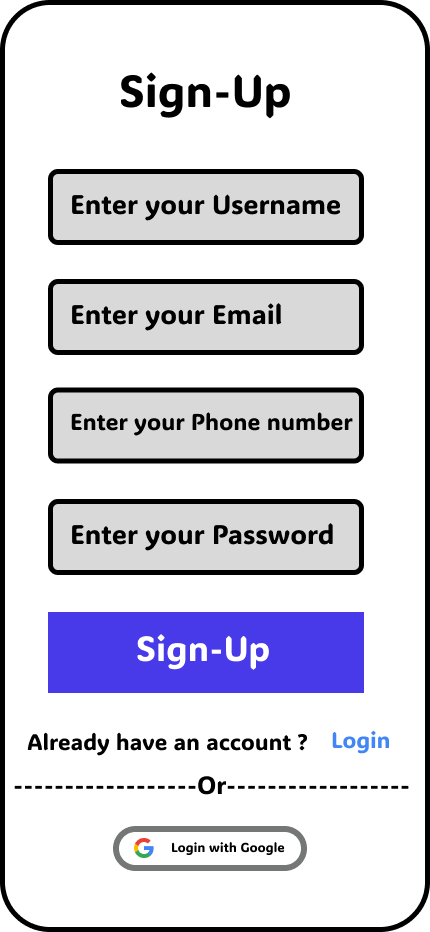 Sign-Up
Enter your Username
Enter your Email
Enter your Phone number
Enter your Password
Sign-Up
Already have an account ? Login
------------------Or------------------
Login with Google